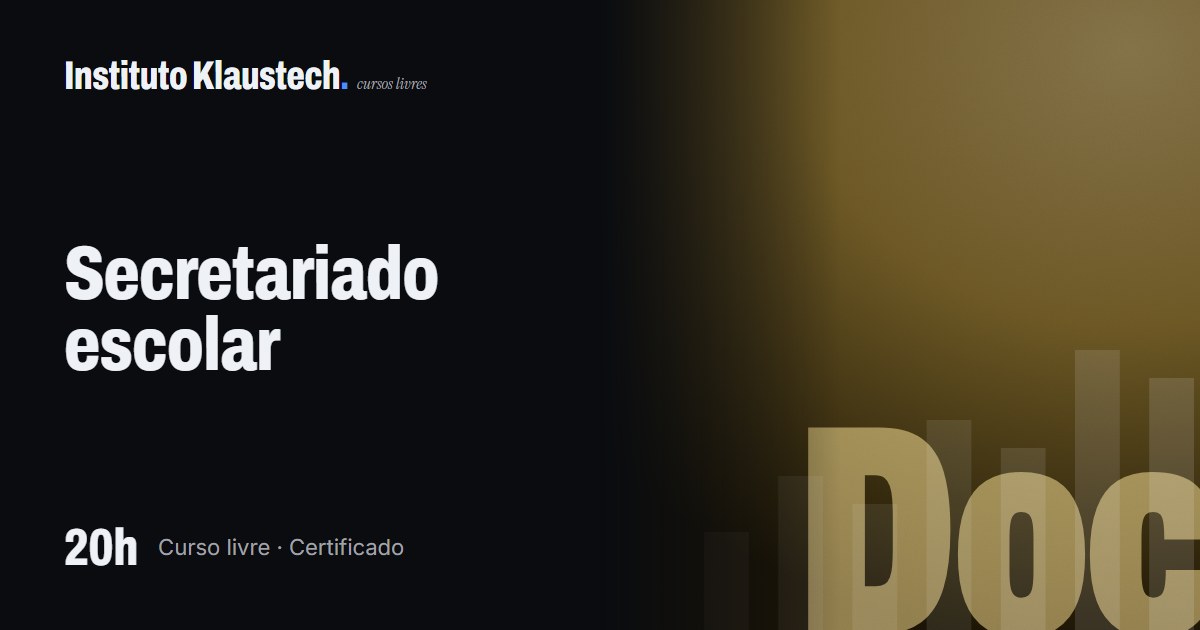 Instituto Klaustech. cursos livres
Secretariado
escolar
20h Curso livre · Certificado
Doc